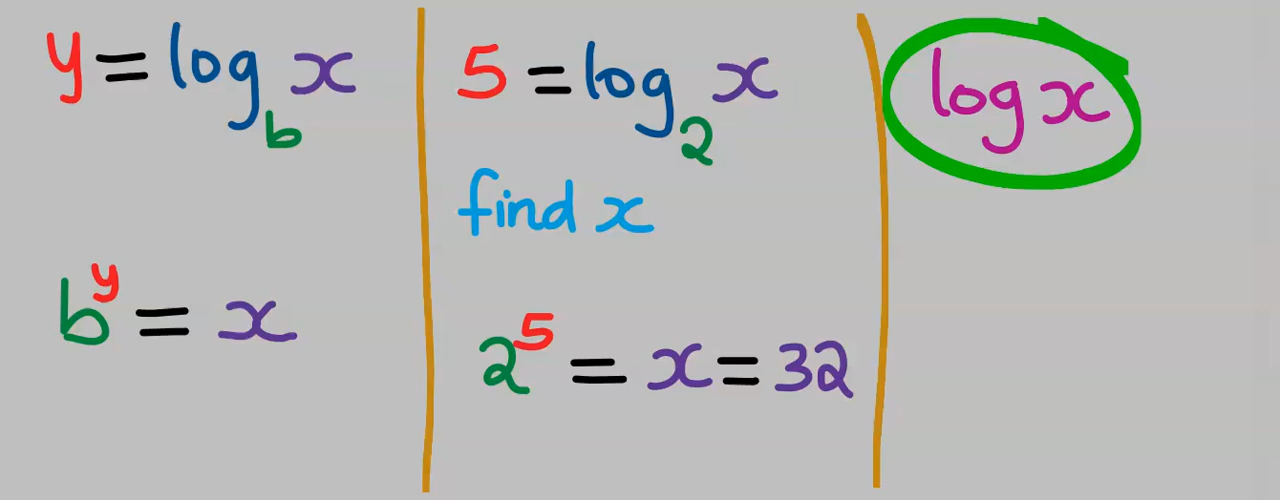 y = log_b x
b^y = x
5 = log_2 x
find x
2^5 = x = 32
log x